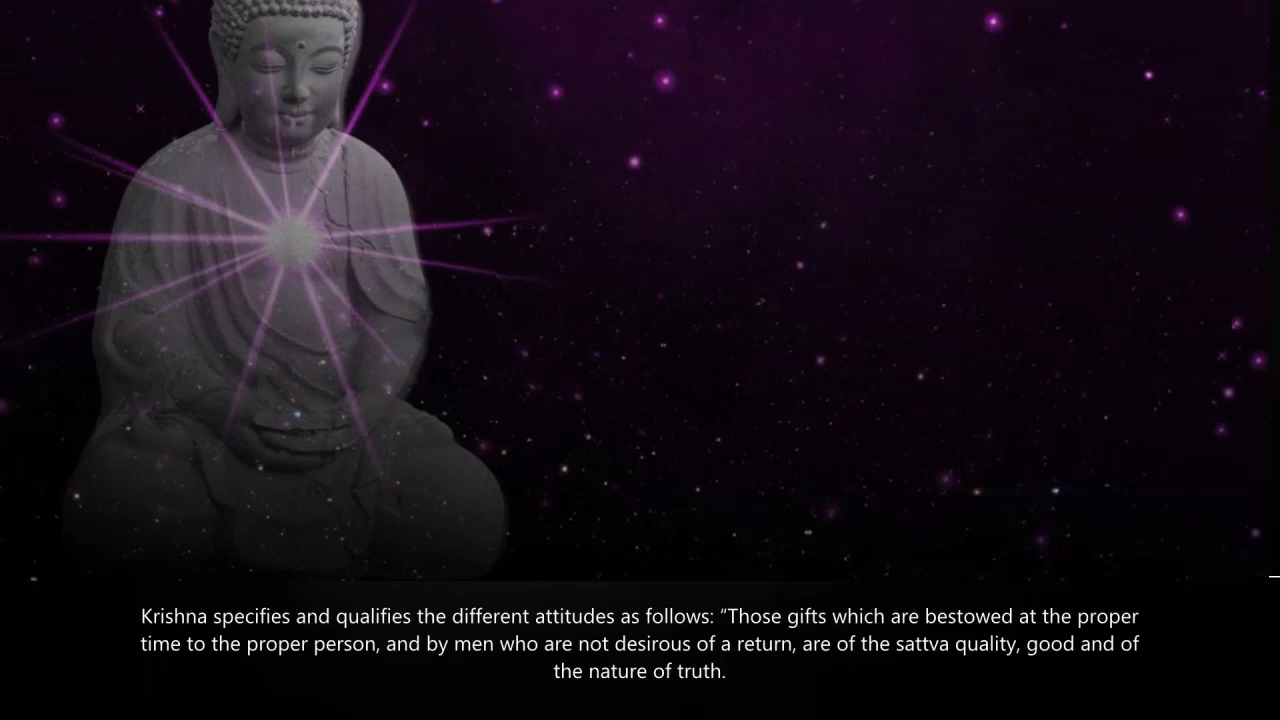 Krishna specifies and qualifies the different attitudes as follows: “Those gifts which are bestowed at the proper
time to the proper person, and by men who are not desirous of a return, are of the sattva quality, good and of
the nature of truth.